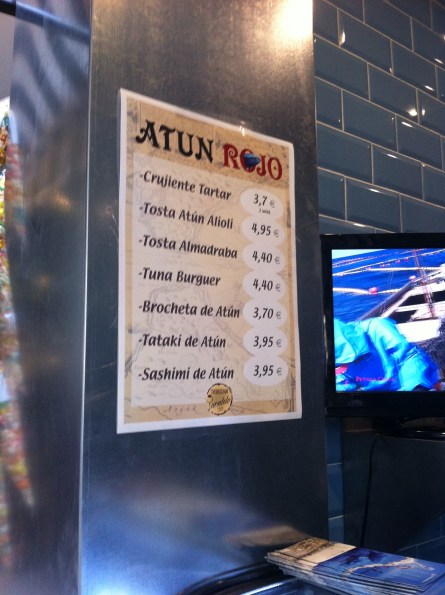 ATUN ROJO
-Crujiente Tartar 3,7 €
-Tosta Atún Alioli 4,95 €
-Tosta Almadraba 4,40 €
-Tuna Burguer 4,40 €
-Brocheta de Atún 3,70 €
-Tataki de Atún 3,95 €
-Sashimi de Atún 3,95 €